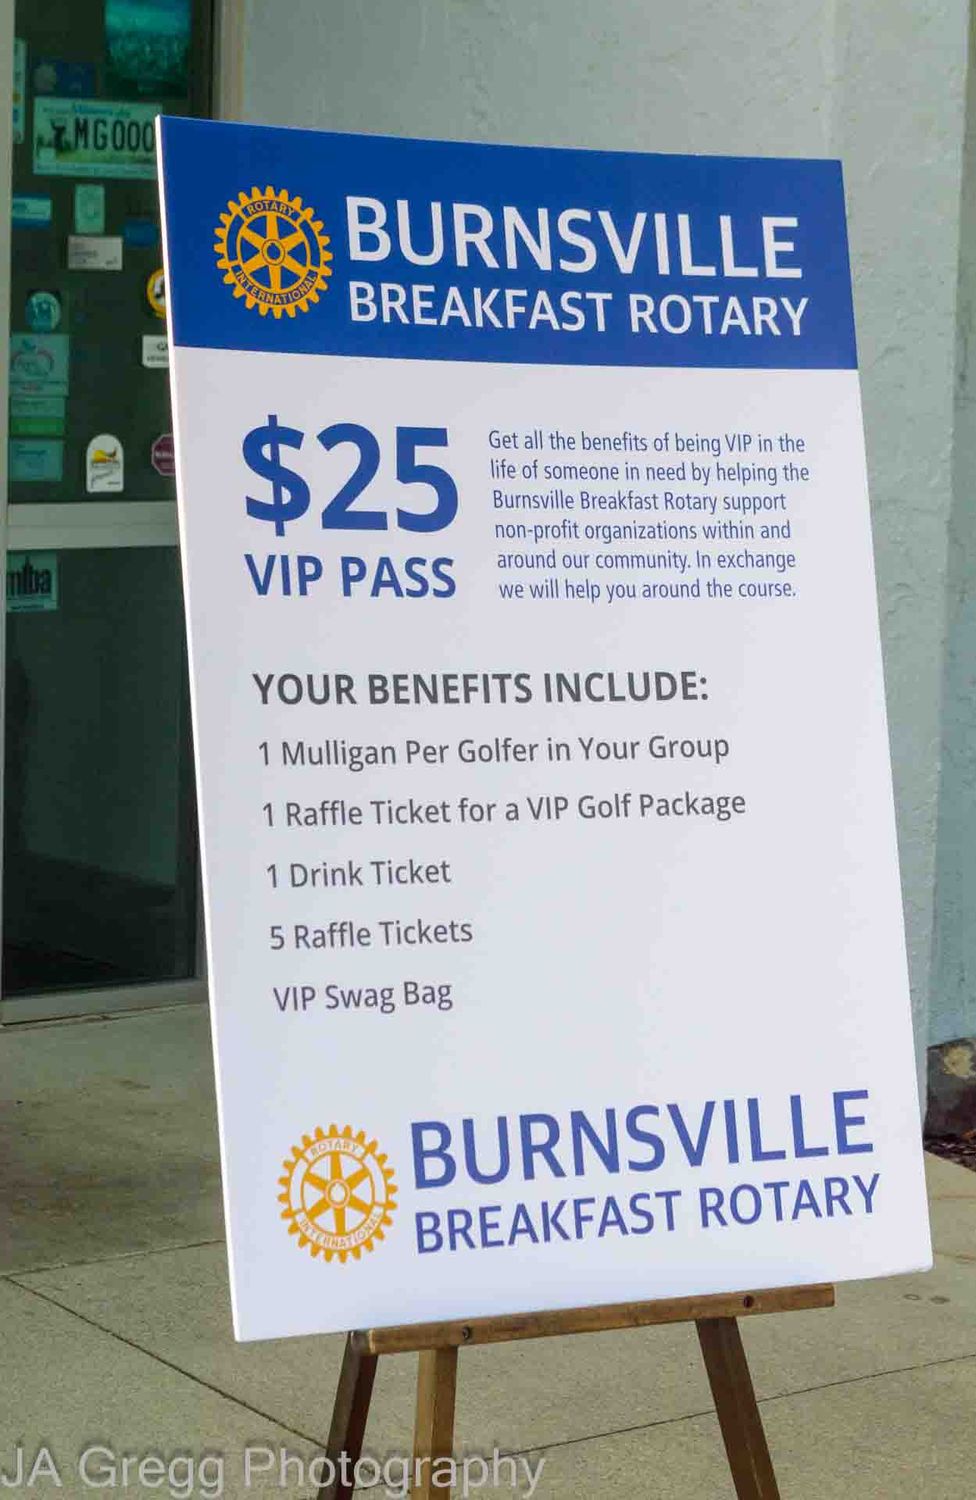 MG000
BURNSVILLE
BREAKFAST ROTARY
ROTARY
INTERNATIONAL
$25
VIP PASS
Get all the benefits of being VIP in the
life of someone in need by helping the
Burnsville Breakfast Rotary support
non-profit organizations within and
around our community. In exchange
we will help you around the course.
YOUR BENEFITS INCLUDE:
1 Mulligan Per Golfer in Your Group
1 Raffle Ticket for a VIP Golf Package
1 Drink Ticket
5 Raffle Tickets
VIP Swag Bag
ROTARY
INTERNATIONAL
BURNSVILLE
BREAKFAST ROTARY
JA Gregg Photography